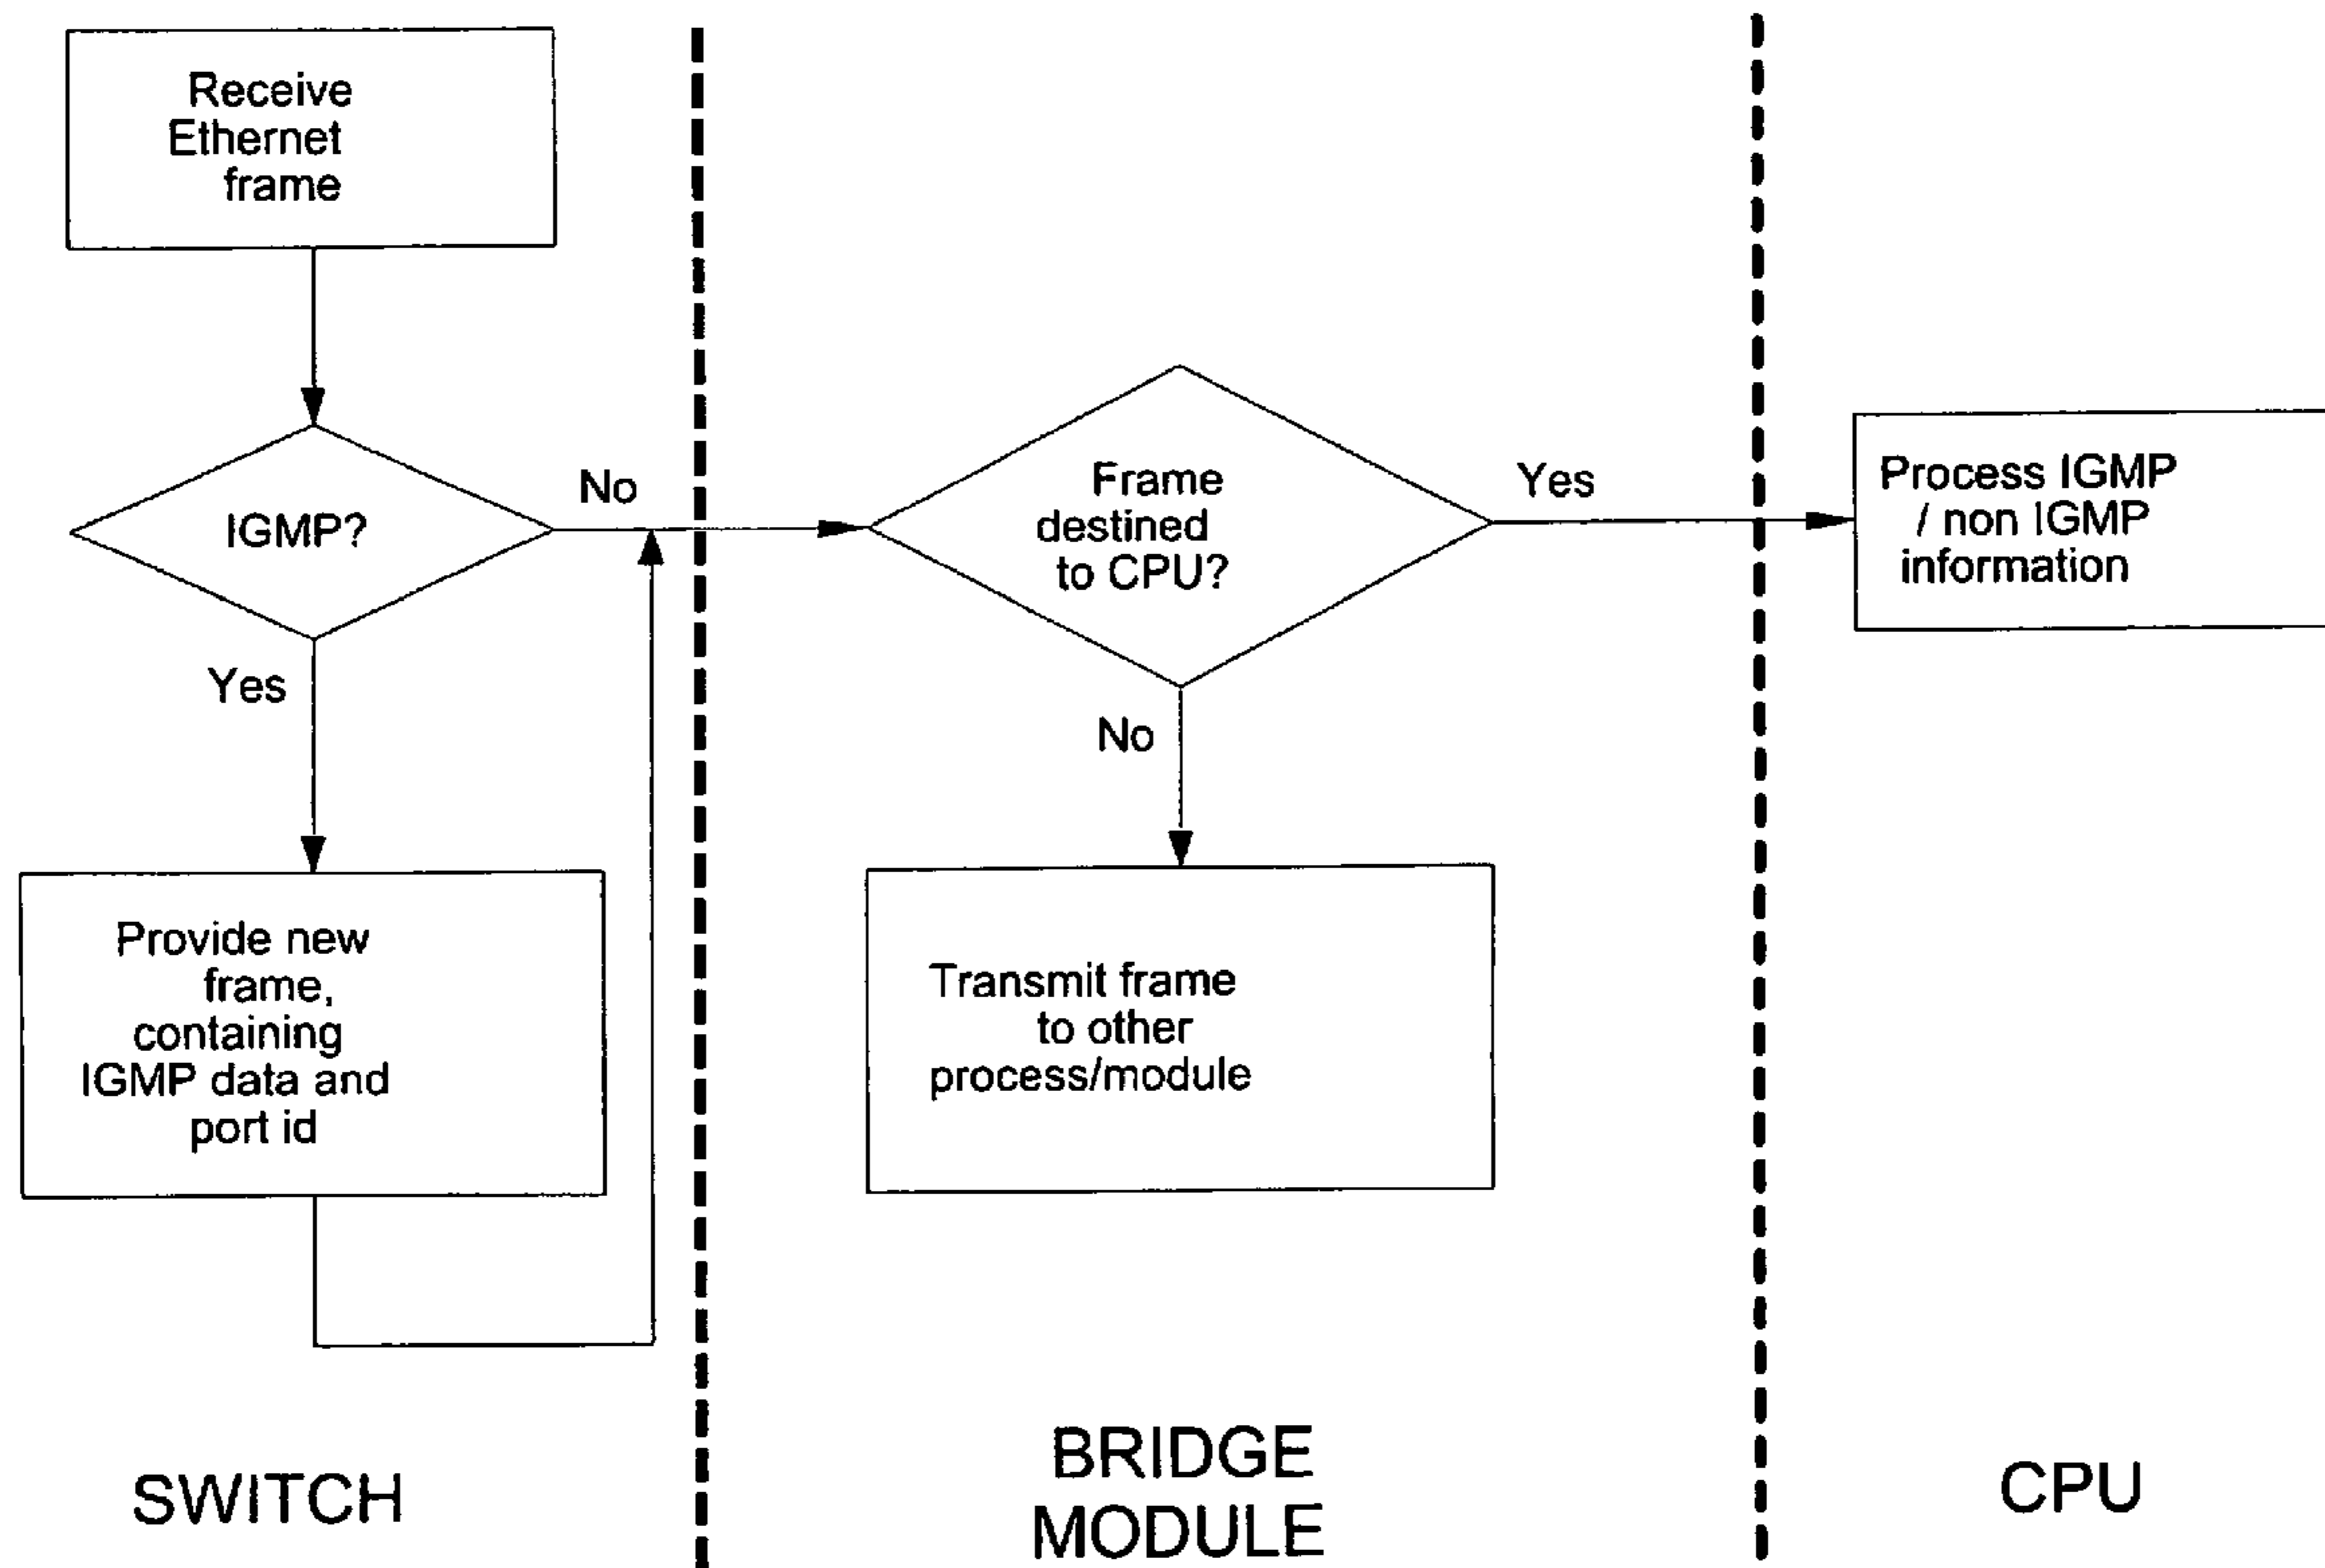 Receive
Ethernet
frame
IGMP?
No
Yes
Provide new
frame,
containing
IGMP data and
port id
SWITCH
Frame
destined
to CPU?
Yes
No
Transmit frame
to other
process/module
BRIDGE
MODULE
Process IGMP
/ non IGMP
information
CPU